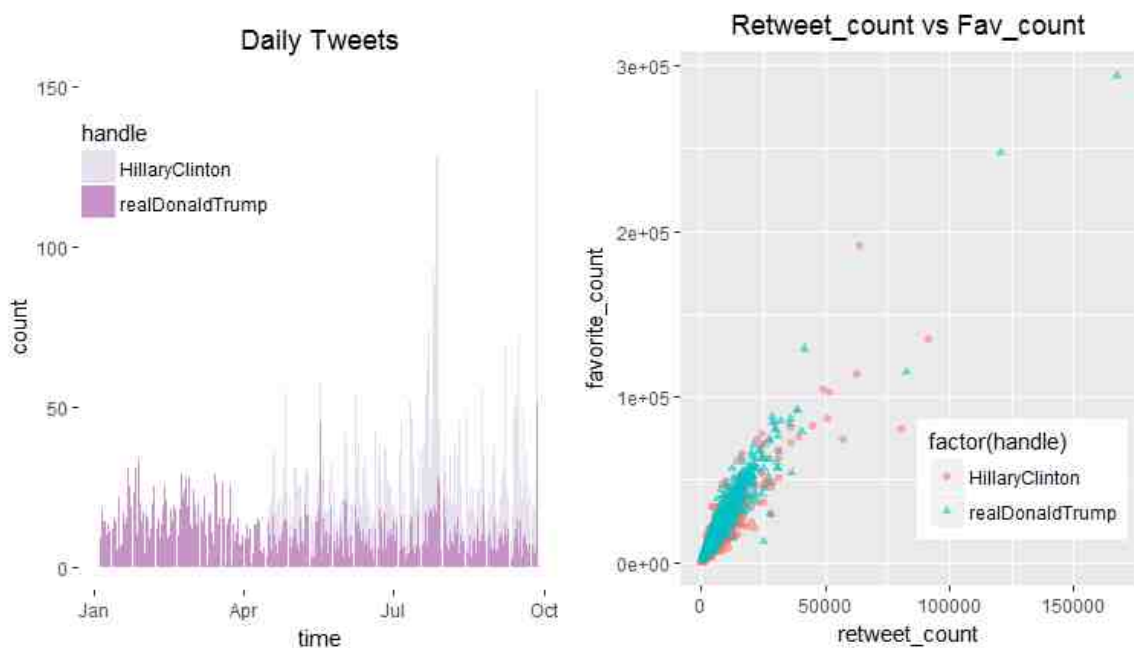 Daily Tweets
150
100
50
0
count
handle
HillaryClinton
realDonaldTrump
Jan
Apr
Jul
Oct
time
Retweet_count vs Fav_count
3e+05
2e+05
1e+05
0e+00
favorite_count
factor(handle)
HillaryClinton
realDonaldTrump
0
50000
100000
150000
retweet_count